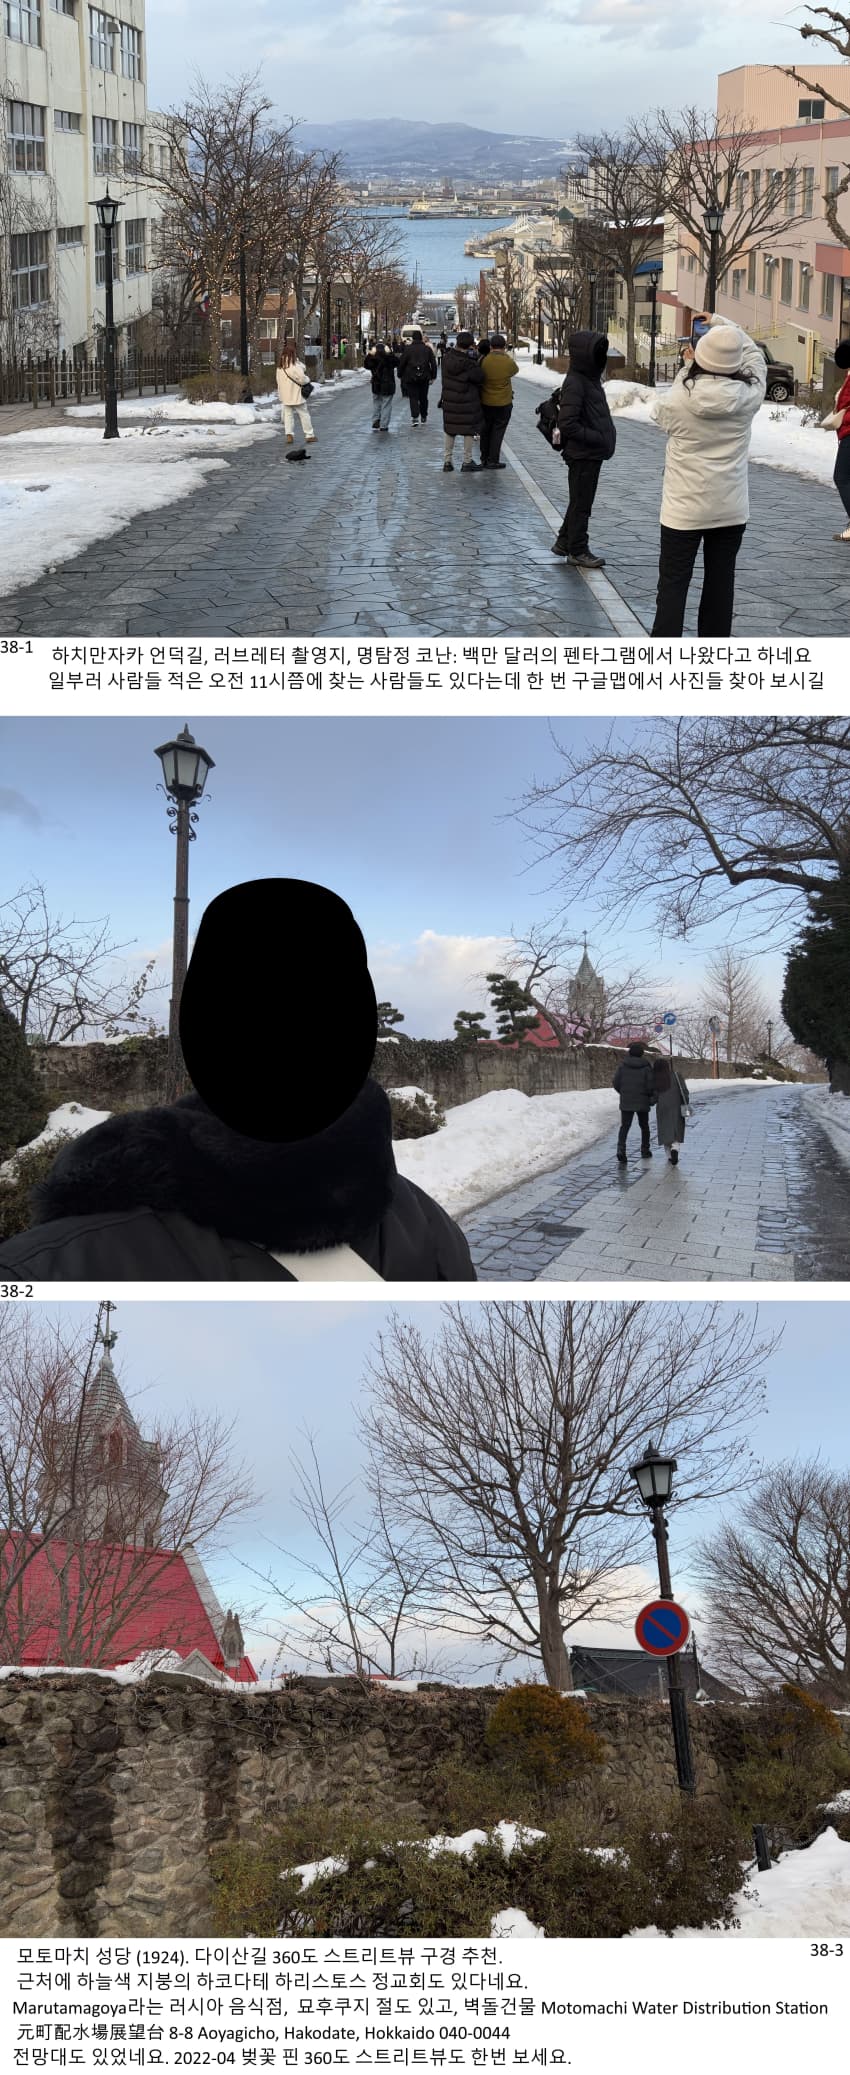 38-1
하치만자카 언덕길, 러브레터 촬영지, 명탐정 코난: 백만 달러의 펜타그램에서 나왔다고 하네요
일부러 사람들 적은 오전 11시쯤에 찾는 사람들도 있다는데 한 번 구글맵에서 사진들 찾아 보시길
38-2
38-3
모토마치 성당 (1924). 다이산길 360도 스트리트뷰 구경 추천.
근처에 하늘색 지붕의 하코다테 하리스토스 정교회도 있다네요.
Marutamagoya라는 러시아 음식점, 묘후쿠지 절도 있고, 벽돌건물 Motomachi Water Distribution Station
元町配水場展望台 8-8 Aoyagicho, Hakodate, Hokkaido 040-0044
전망대도 있었네요. 2022-04 벚꽃 핀 360도 스트리트뷰도 한번 보세요.